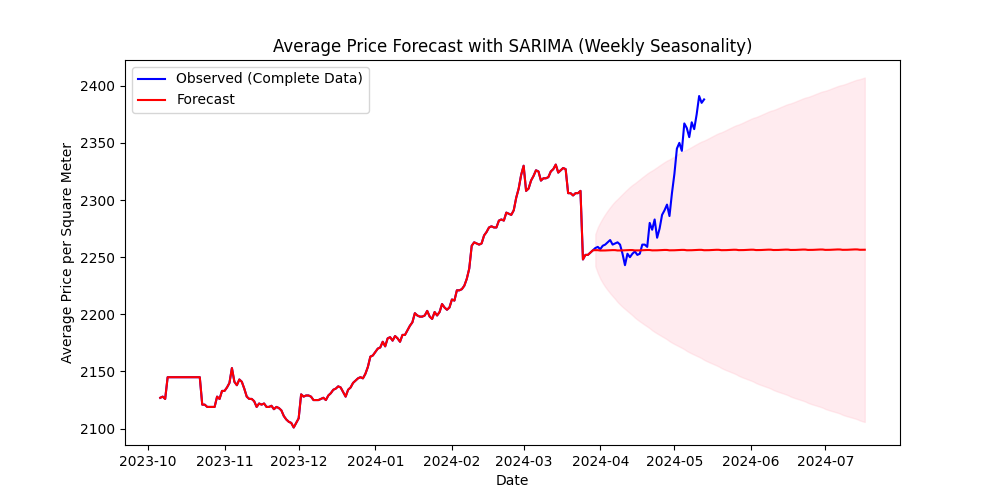 Average Price Forecast with SARIMA (Weekly Seasonality)
Observed (Complete Data)
Forecast
2400
2350
2300
2250
2200
2150
2100
Average Price per Square Meter
2023-10 2023-11 2023-12 2024-01 2024-02 2024-03 2024-04 2024-05 2024-06 2024-07
Date